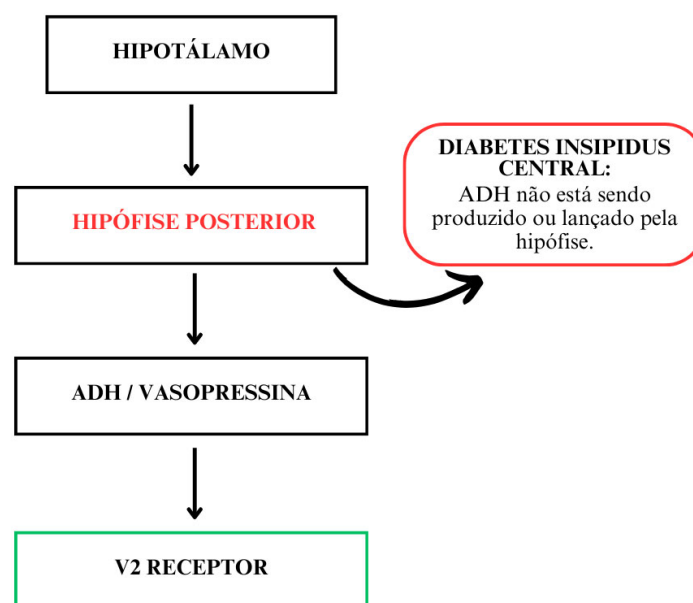 HIPOTÁLAMO
DIABETES INSIPIDUS
CENTRAL:
ADH não está sendo
produzido ou lançado pela
hipófise.
HIPÓFISE POSTERIOR
ADH / VASOPRESSINA
V2 RECEPTOR